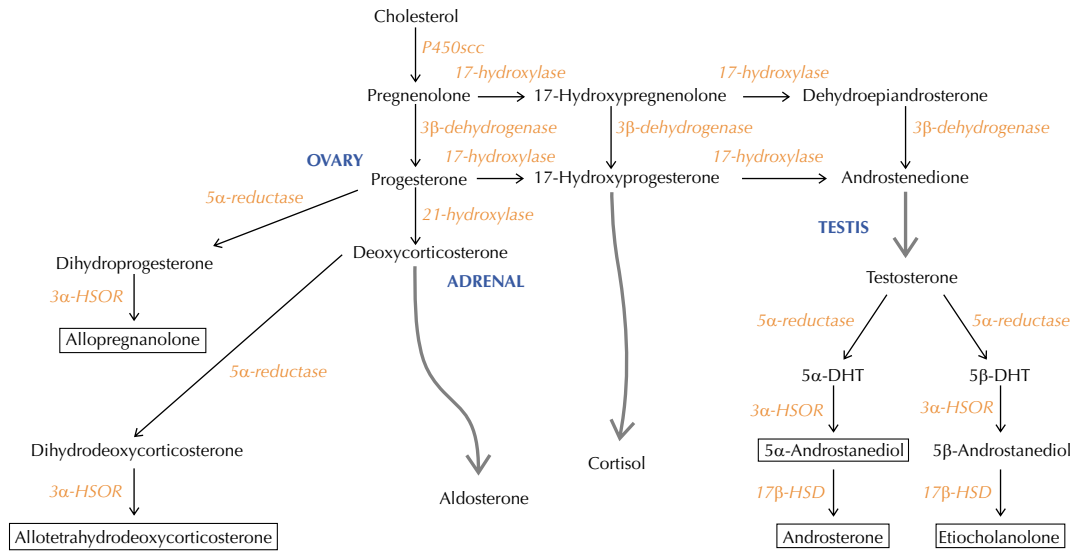 Cholesterol
P450scc
17-hydroxylase 17-hydroxylase
Pregnenolone 17-Hydroxypregnenolone Dehydroepiandrosterone
3β-dehydrogenase 3β-dehydrogenase 3β-dehydrogenase
OVARY 17-hydroxylase 17-hydroxylase
Progesterone 17-Hydroxyprogesterone Androstenedione
5α-reductase
21-hydroxylase
TESTIS
Deoxycorticosterone
Dihydroprogesterone
ADRENAL
Testosterone
3α-HSOR
5α-reductase 5α-reductase
Allopregnanolone
5α-reductase
5α-DHT 5β-DHT
3α-HSOR 3α-HSOR
Dihydrodeoxycorticosterone 5α-Androstanediol 5β-Androstanediol
Cortisol
3α-HSOR 17β-HSD 17β-HSD
Aldosterone
Allotetrahydrodeoxycorticosterone Androsterone Etiocholanolone